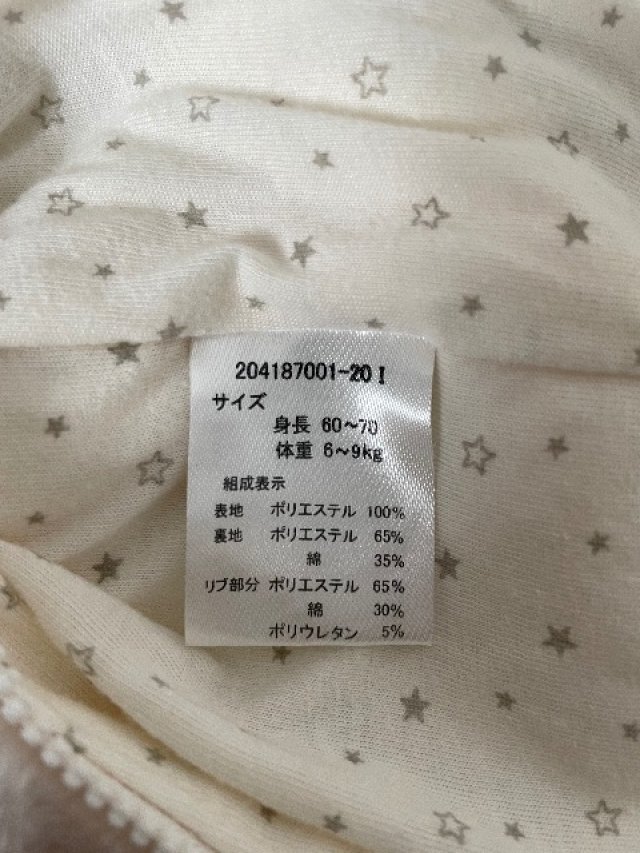 204187001-20 I
サイズ
身長 60〜70
体重 6〜9kg
組成表示
表地 ポリエステル 100%
裏地 ポリエステル 65%
綿 35%
リブ部分 ポリエステル 65%
綿 30%
ポリウレタン 5%